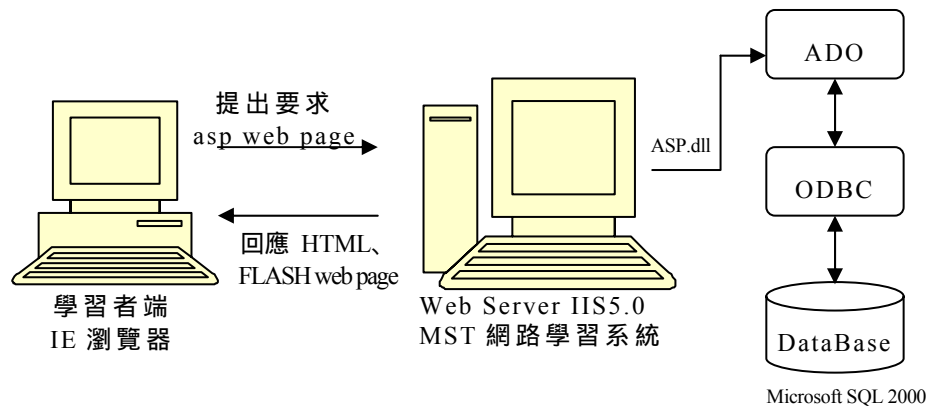 提出要求
asp web page
回應 HTML、
FLASH web page
學習者端
IE 瀏覽器
Web Server IIS5.0
MST 網路學習系統
ASP.dll
ADO
ODBC
DataBase
Microsoft SQL 2000